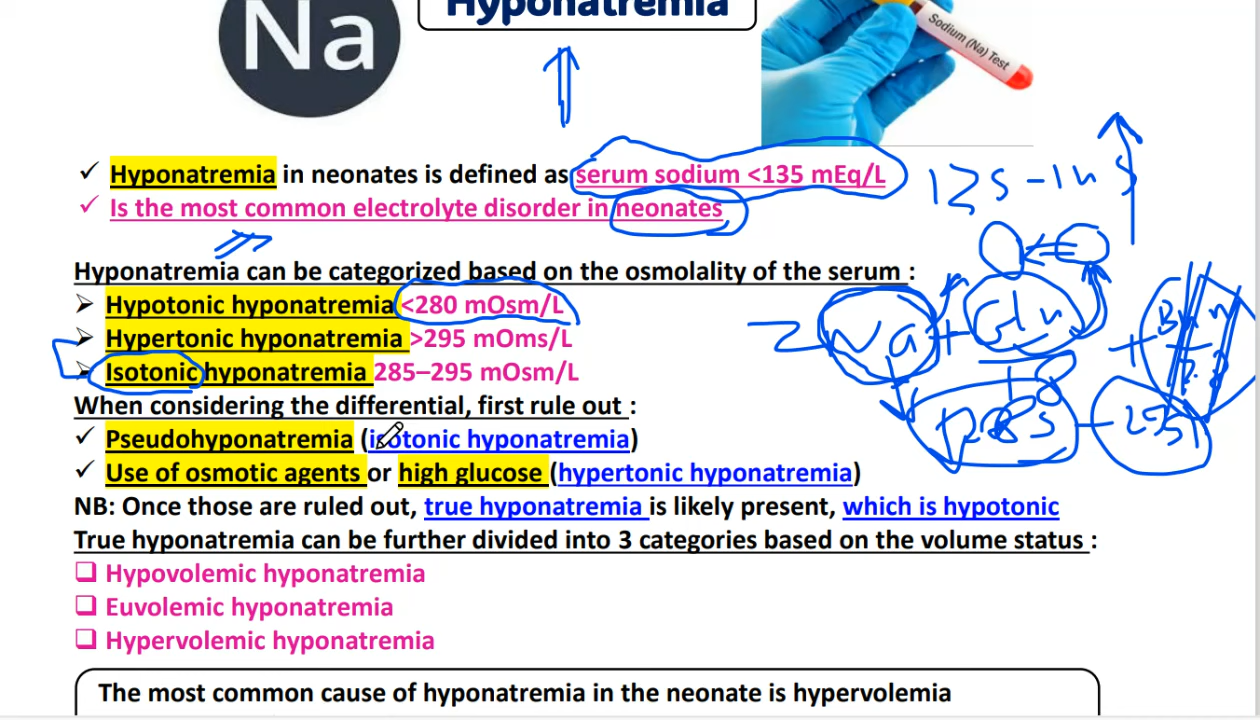 Na
Hyponatremia
Sodium (Na) Test
✓ Hyponatremia in neonates is defined as serum sodium <135 mEq/L
✓ Is the most common electrolyte disorder in neonates
Hyponatremia can be categorized based on the osmolality of the serum :
➢ Hypotonic hyponatremia <280 mOsm/L
➢ Hypertonic hyponatremia >295 mOms/L
➢ Isotonic hyponatremia 285–295 mOsm/L
When considering the differential, first rule out :
✓ Pseudohyponatremia (isotonic hyponatremia)
✓ Use of osmotic agents or high glucose (hypertonic hyponatremia)
NB: Once those are ruled out, true hyponatremia is likely present, which is hypotonic
True hyponatremia can be further divided into 3 categories based on the volume status :
❑ Hypovolemic hyponatremia
❑ Euvolemic hyponatremia
❑ Hypervolemic hyponatremia
The most common cause of hyponatremia in the neonate is hypervolemia
2 Na +